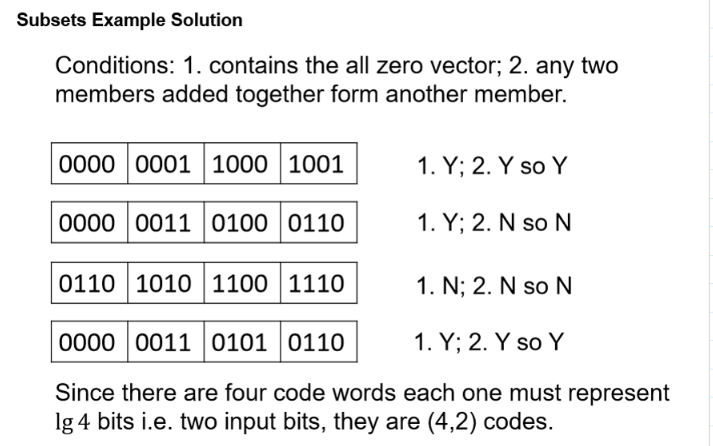 Subsets Example Solution
Conditions: 1. contains the all zero vector; 2. any two
members added together form another member.
0000 0001 1000 1001 1. Y; 2. Y so Y
0000 0011 0100 0110 1. Y; 2. N so N
0110 1010 1100 1110 1. N; 2. N so N
0000 0011 0101 0110 1. Y; 2. Y so Y
Since there are four code words each one must represent
lg 4 bits i.e. two input bits, they are (4,2) codes.